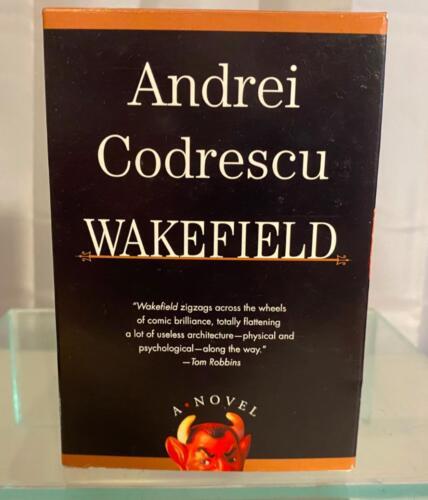 Andrei
Codrescu
WAKEFIELD
“Wakefield zigzags across the wheels
of comic brilliance, totally flattening
a lot of useless architecture—physical and
psychological—along the way.”
—Tom Robbins
A • NOVEL